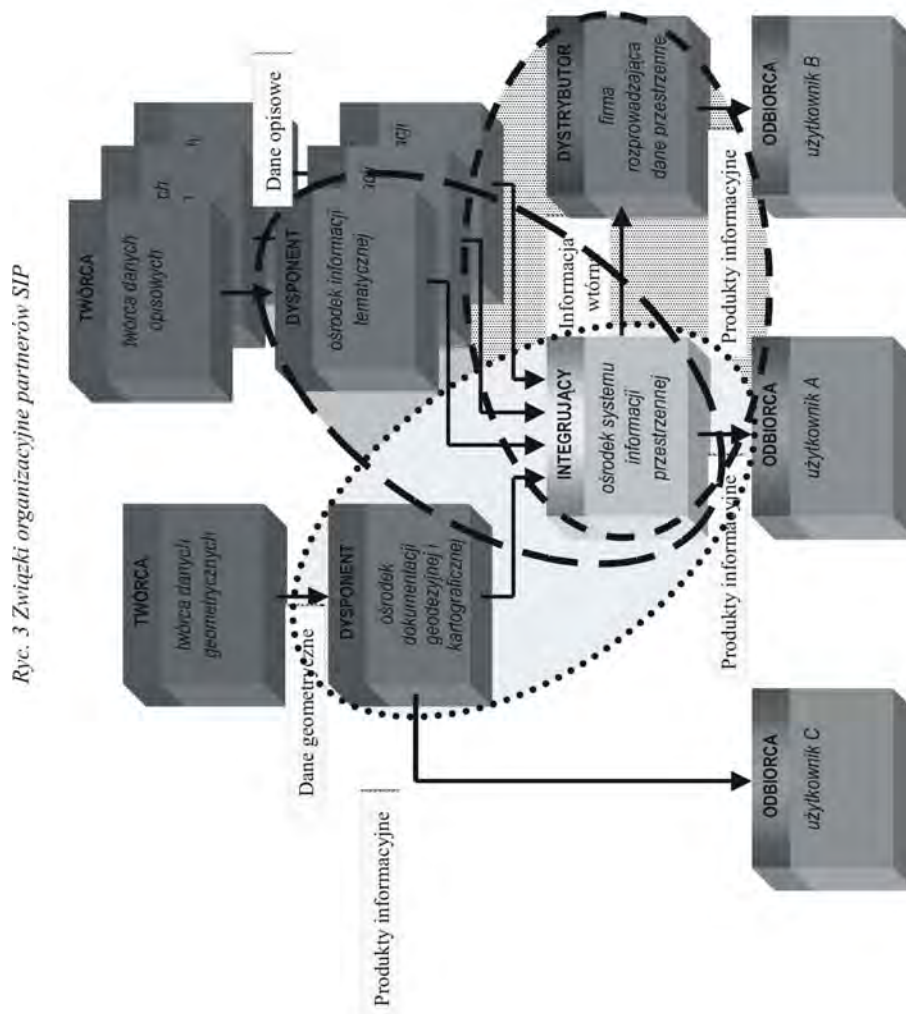 Ryc. 3 Związki organizacyjne partnerów SIP
TWÓRCA
twórca danych
geometrycznych
TWÓRCA
twórca danych
opisowych
ch
h
Dane geometryczne
Dane opisowe
DYSPONENT
ośrodek
dokumentacji
geodezyjnej i
kartograficznej
DYSPONENT
ośrodek informacji
tematycznej
acji
Produkty informacyjne
INTEGRUJĄCY
ośrodek systemu
informacji
przestrzennej
Informacja
wtórna
DYSTRYBUTOR
firma
rozprowadzająca
dane przestrzenne
Produkty informacyjne
Produkty informacyjne
ODBIORCA
użytkownik C
ODBIORCA
użytkownik A
ODBIORCA
użytkownik B